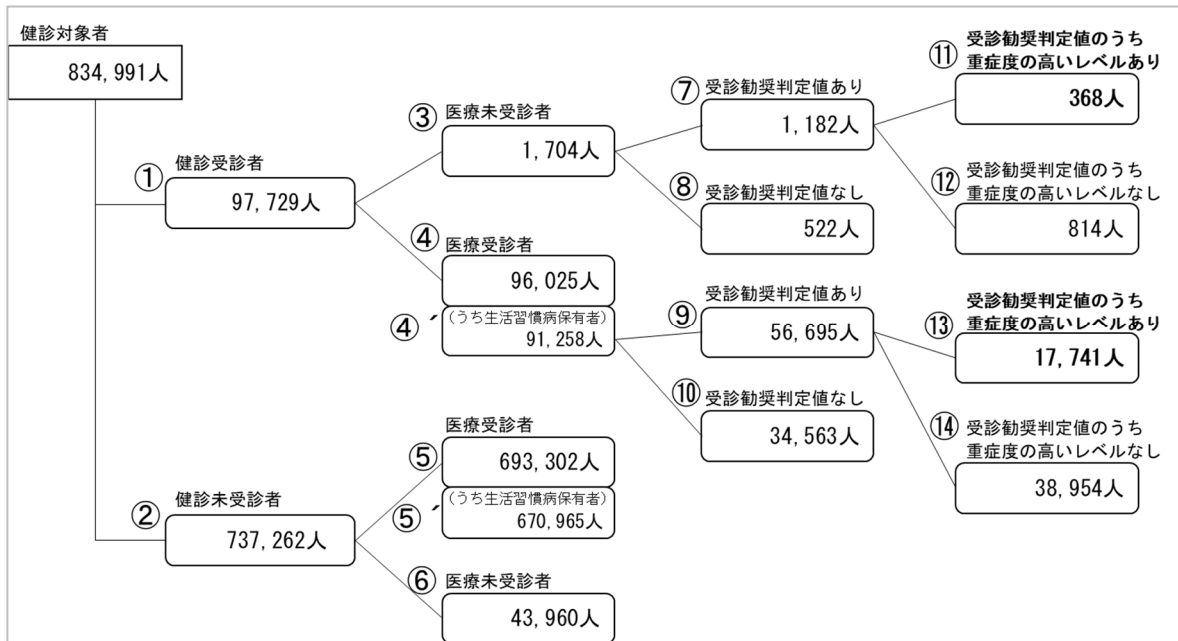 健診対象者
834,991人
① 健診受診者
97,729人
③ 医療未受診者
1,704人
⑦ 受診勧奨判定値あり
1,182人
⑪ 受診勧奨判定値のうち
重症度の高いレベルあり
368人
⑫ 受診勧奨判定値のうち
重症度の高いレベルなし
814人
⑧ 受診勧奨判定値なし
522人
④ 医療受診者
96,025人
④´ (うち生活習慣病保有者)
91,258人
⑨ 受診勧奨判定値あり
56,695人
⑬ 受診勧奨判定値のうち
重症度の高いレベルあり
17,741人
⑭ 受診勧奨判定値のうち
重症度の高いレベルなし
38,954人
⑩ 受診勧奨判定値なし
34,563人
② 健診未受診者
737,262人
⑤ 医療受診者
693,302人
⑤´ (うち生活習慣病保有者)
670,965人
⑥ 医療未受診者
43,960人